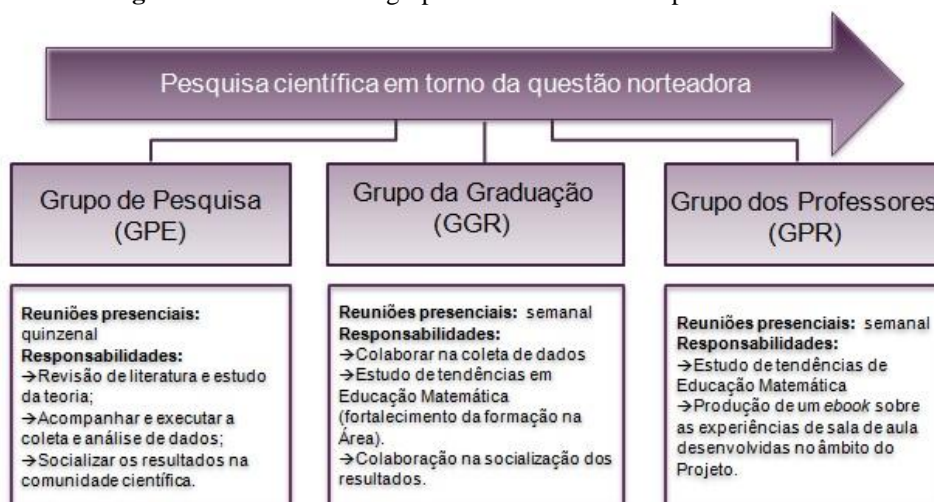 Pesquisa científica em torno da questão norteadora
Grupo de Pesquisa
(GPE)
Grupo da Graduação
(GGR)
Grupo dos Professores
(GPR)
Reuniões presenciais:
quinzenal
Responsabilidades:
→Revisão de literatura e estudo
da teoria;
→Acompanhar e executar a
coleta e análise de dados;
→Socializar os resultados na
comunidade científica.
Reuniões presenciais: semanal
Responsabilidades:
→Colaborar na coleta de dados
→Estudo de tendências em
Educação Matemática
(fortalecimento da formação na
Área).
→Colaboração na socialização dos
resultados.
Reuniões presenciais: semanal
Responsabilidades:
→Estudo de tendências de
Educação Matemática
→Produção de um ebook sobre
as experiências de sala de aula
desenvolvidas no âmbito do
Projeto.